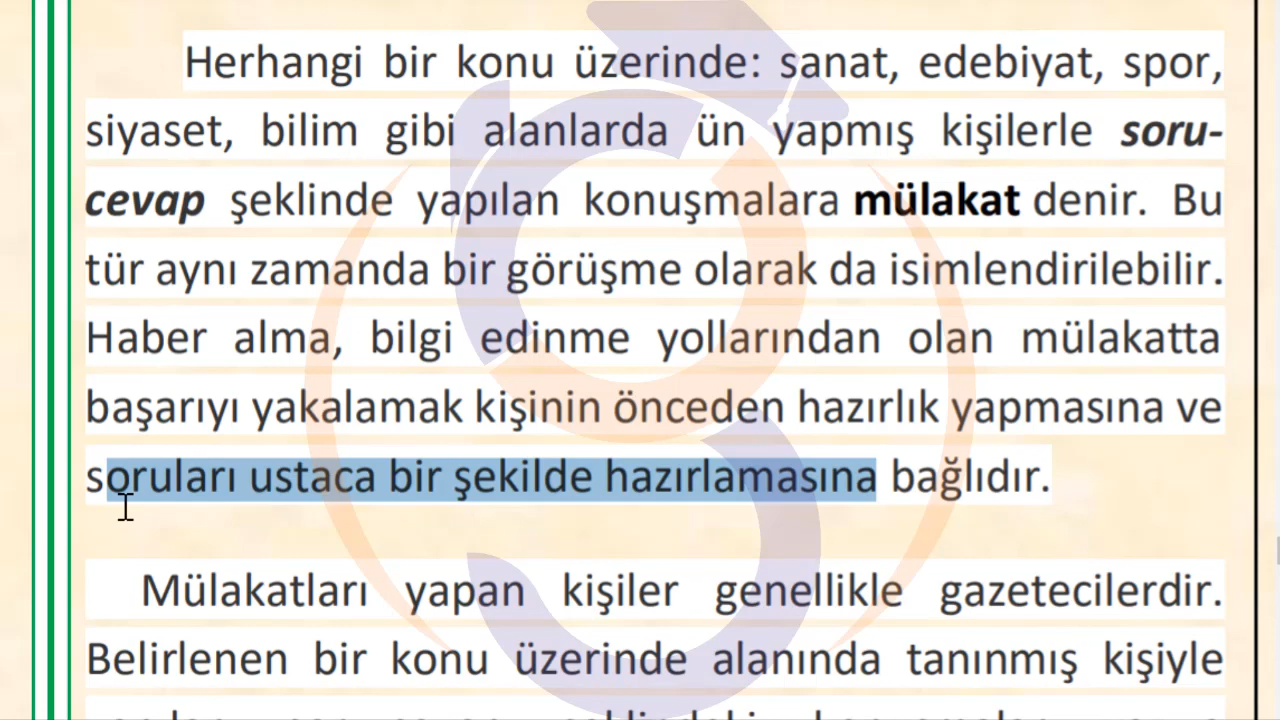 Herhangi bir konu üzerinde: sanat, edebiyat, spor,
siyaset, bilim gibi alanlarda ün yapmış kişilerle soru-
cevap şeklinde yapılan konuşmalara mülakat denir. Bu
tür aynı zamanda bir görüşme olarak da isimlendirilebilir.
Haber alma, bilgi edinme yollarından olan mülakatta
başarıyı yakalamak kişinin önceden hazırlık yapmasına ve
soruları ustaca bir şekilde hazırlamasına bağlıdır.
Mülakatları yapan kişiler genellikle gazetecilerdir.
Belirlenen bir konu üzerinde alanında tanınmış kişiyle